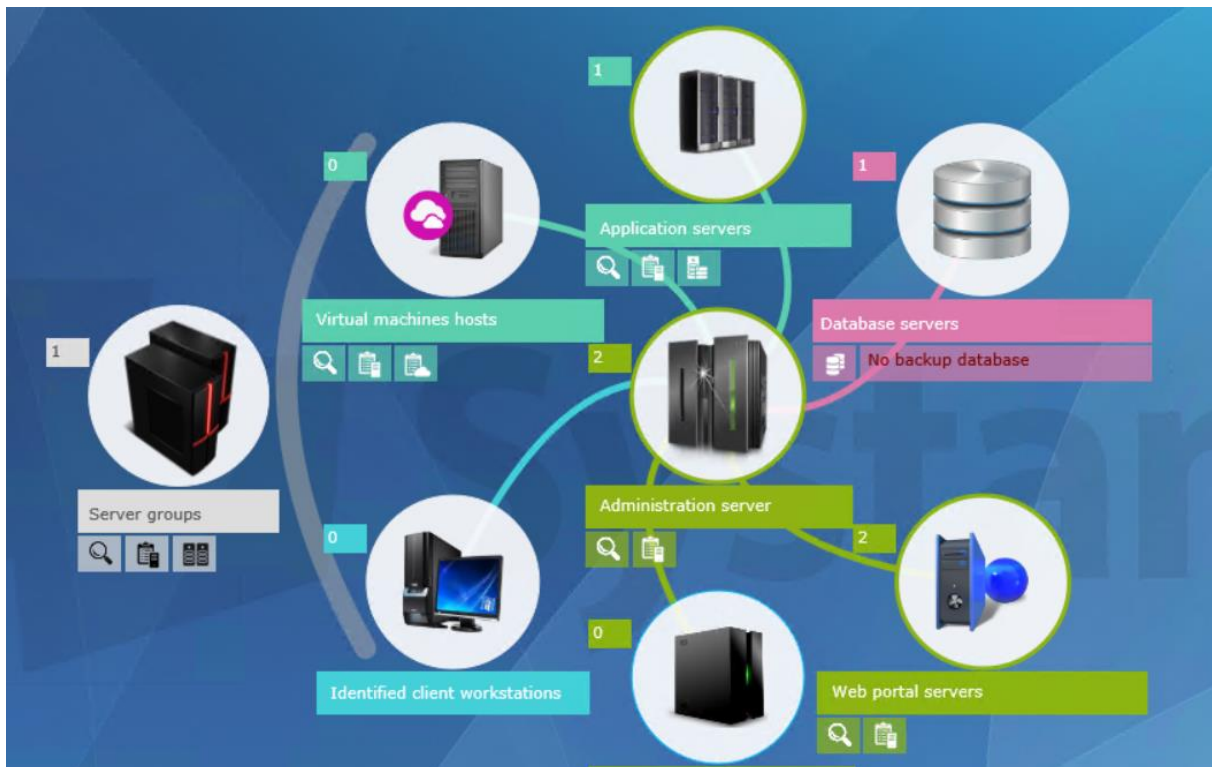 1
Application servers
0
Virtual machines hosts
1
Database servers
No backup database
1
Server groups
2
Administration server
0
Identified client workstations
2
Web portal servers
0